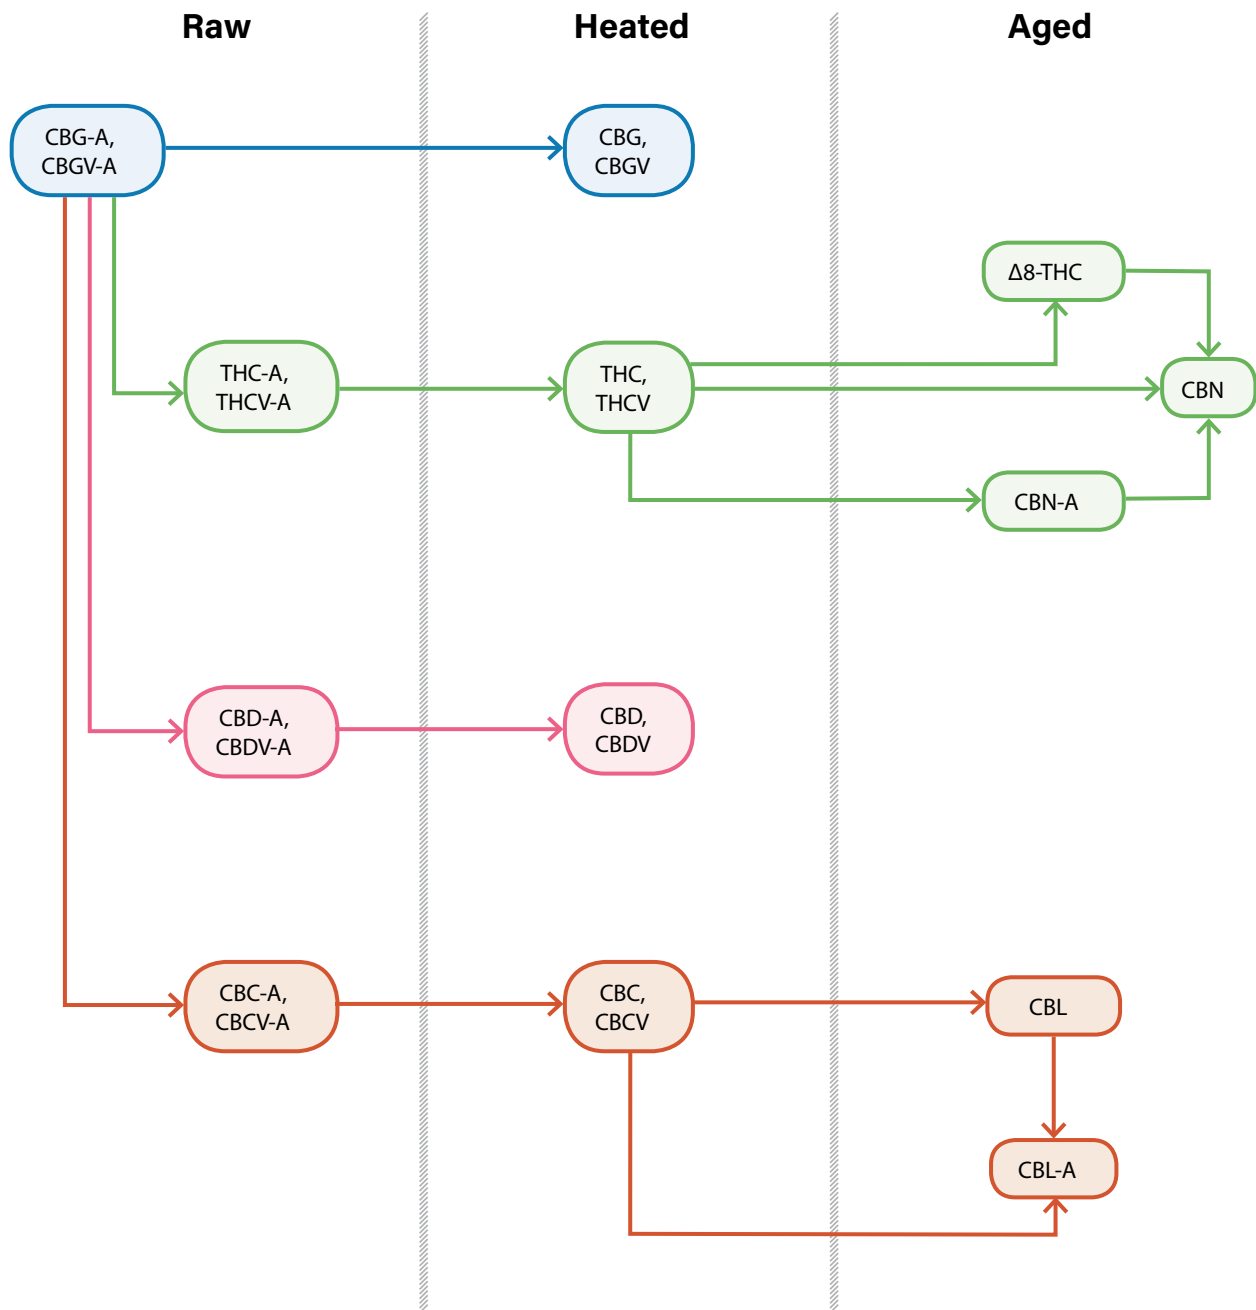 Raw
Heated
Aged
CBG-A,
CBGV-A
CBG,
CBGV
Δ8-THC
THC-A,
THCV-A
THC,
THCV
CBN
CBN-A
CBD-A,
CBDV-A
CBD,
CBDV
CBC-A,
CBCV-A
CBC,
CBCV
CBL
CBL-A